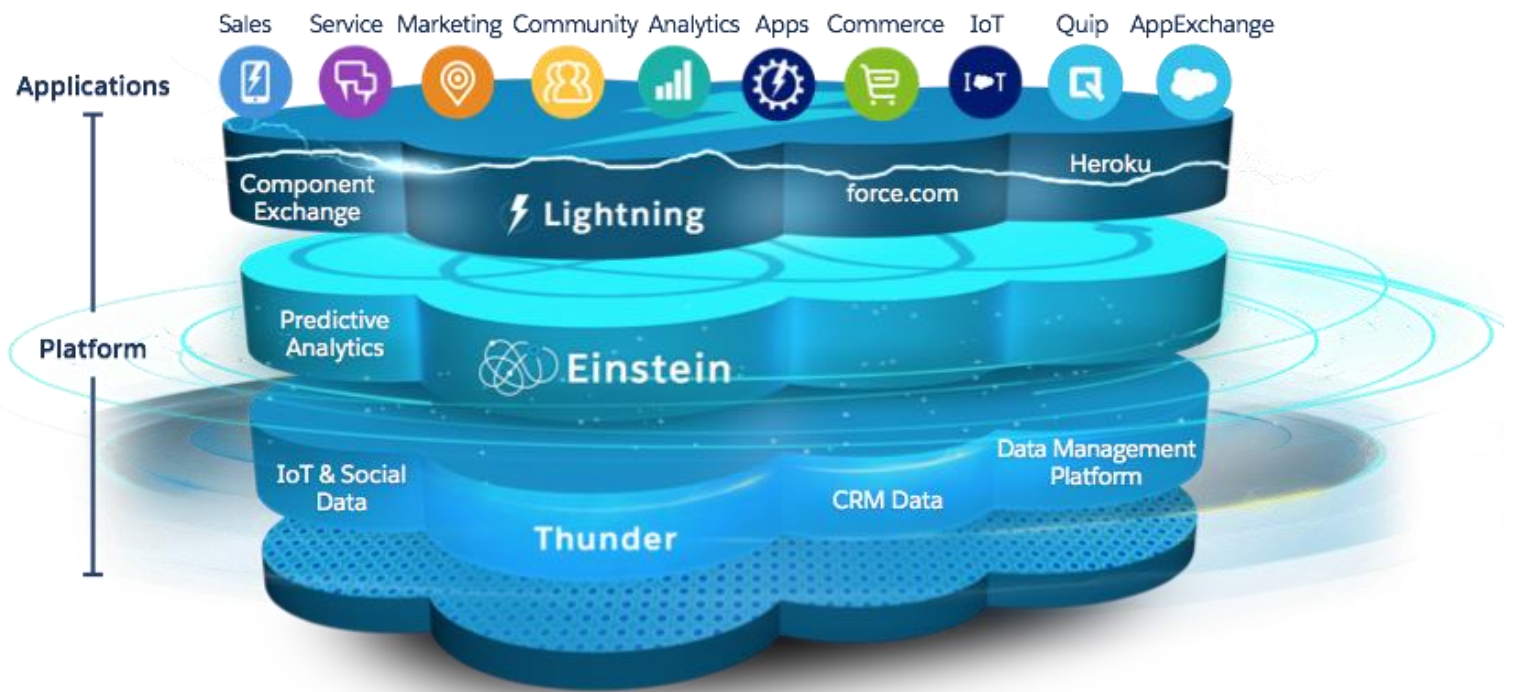 Sales Service Marketing Community Analytics Apps Commerce IoT Quip AppExchange
Applications
I T
Component
Exchange
Lightning
force.com
Heroku
Predictive
Analytics
Einstein
Platform
IoT & Social
Data
Thunder
CRM Data
Data Management
Platform